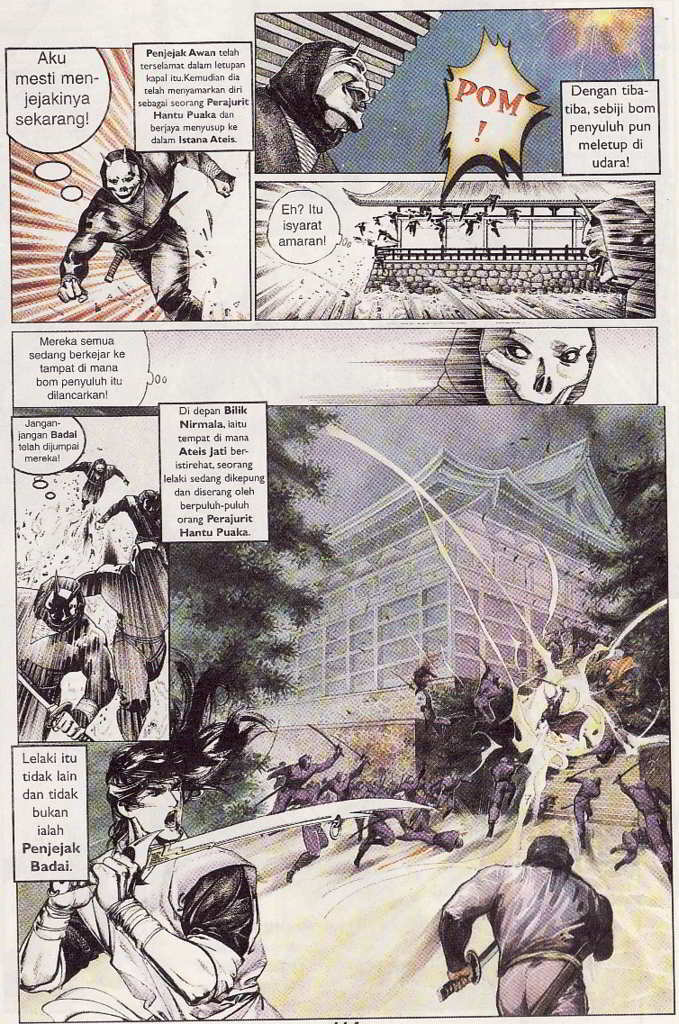 Aku
mesti men-
jejakinya
sekarang!
Penjejak Awan telah
terselamat dalam letupan
kapal itu.Kemudian dia
telah menyamarkan diri
sebagai seorang Perajurit
Hantu Puaka dan
berjaya menyusup ke
dalam Istana Ateis.
POM
!
Dengan tiba-
tiba, sebiji bom
penyuluh pun
meletup di
udara!
Eh? Itu
isyarat
amaran!
Mereka semua
sedang berkejar ke
tempat di mana
bom penyuluh itu
dilancarkan!
Jangan-
jangan Badai
telah dijumpai
mereka!
Di depan Bilik
Nirmala, iaitu
tempat di mana
Ateis Jati ber-
istirehat, seorang
lelaki sedang dikepung
dan diserang oleh
berpuluh-puluh
orang Perajurit
Hantu Puaka.
Lelaki itu
tidak lain
dan tidak
bukan
ialah
Penjejak
Badai.